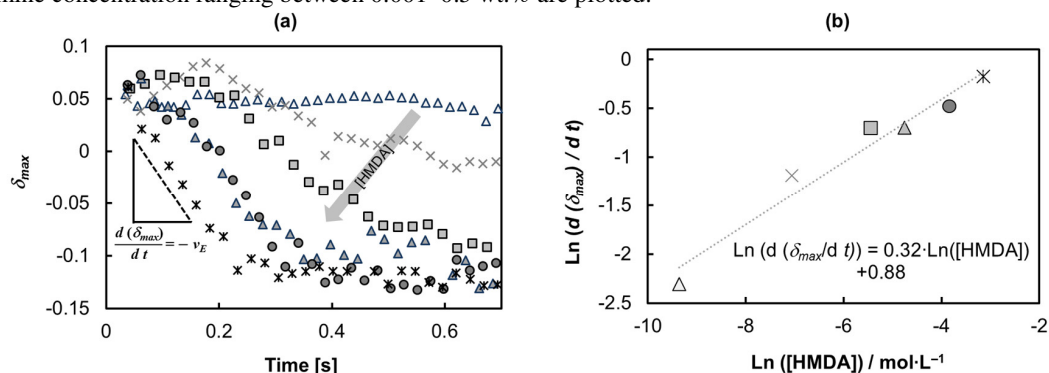 mine concentration ranging between 0.001–0.5 wt.% are plotted.
(a)
0.1
0.05
0
-0.05
-0.1
-0.15
δmax
[HMDA]
d (δmax)
d t
= − vE
0
0.2
0.4
0.6
Time [s]
(b)
0
-0.5
-1
-1.5
-2
-2.5
Ln (d (δmax) / d t)
Ln (d (δmax/d t)) = 0.32·Ln([HMDA])
+0.88
-10
-8
-6
-4
-2
Ln ([HMDA]) / mol·L⁻¹